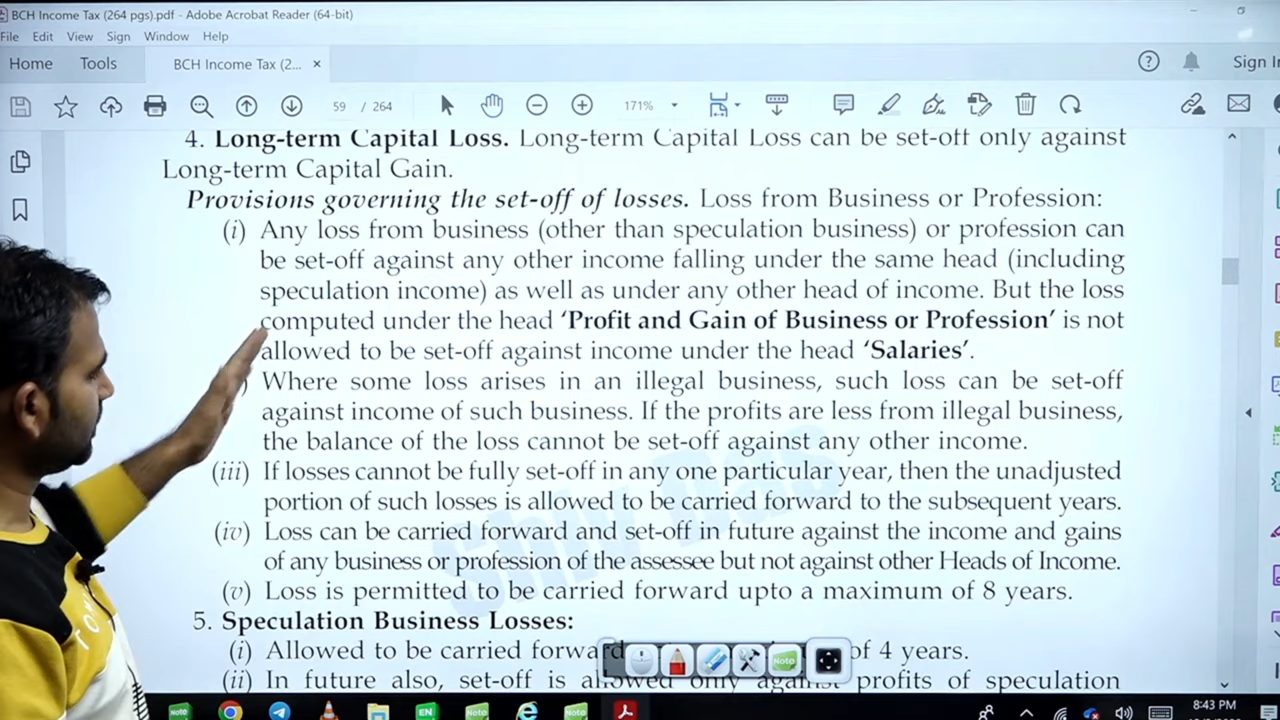 BCH Income Tax (264 pgs).pdf - Adobe Acrobat Reader (64-bit)
File Edit View Sign Window Help
Home Tools BCH Income Tax (2... × Sign In
59 / 264 171%
4. Long-term Capital Loss. Long-term Capital Loss can be set-off only against
Long-term Capital Gain.
Provisions governing the set-off of losses. Loss from Business or Profession:
(i) Any loss from business (other than speculation business) or profession can
be set-off against any other income falling under the same head (including
speculation income) as well as under any other head of income. But the loss
computed under the head ‘Profit and Gain of Business or Profession’ is not
allowed to be set-off against income under the head ‘Salaries’.
) Where some loss arises in an illegal business, such loss can be set-off
against income of such business. If the profits are less from illegal business,
the balance of the loss cannot be set-off against any other income.
(iii) If losses cannot be fully set-off in any one particular year, then the unadjusted
portion of such losses is allowed to be carried forward to the subsequent years.
(iv) Loss can be carried forward and set-off in future against the income and gains
of any business or profession of the assessee but not against other Heads of Income.
(v) Loss is permitted to be carried forward upto a maximum of 8 years.
5. Speculation Business Losses:
(i) Allowed to be carried forward of 4 years.
(ii) In future also, set-off is allowed only against profits of speculation
Note
note EN note note
8:43 PM